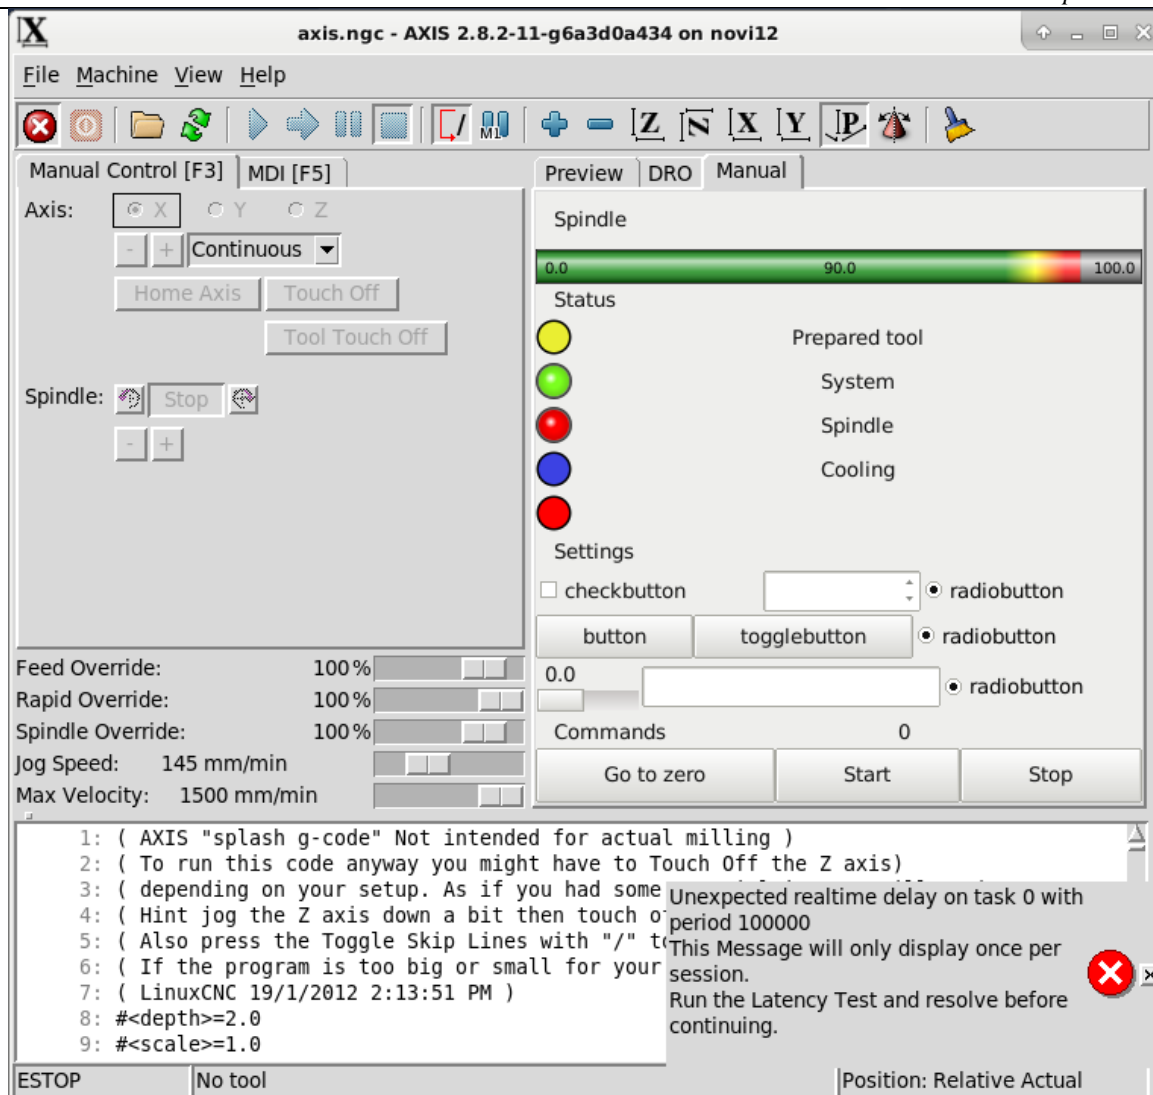 axis.ngc - AXIS 2.8.2-11-g6a3d0a434 on novi12
File Machine View Help
M1 Z N X Y P
Manual Control [F3] MDI [F5]
Preview DRO Manual
Axis: X Y Z
- + Continuous
Home Axis Touch Off
Tool Touch Off
Spindle: Stop
- +
Spindle
0.0 90.0 100.0
Status
Prepared tool
System
Spindle
Cooling
Settings
checkbutton radiobutton
button togglebutton radiobutton
0.0 radiobutton
Commands 0
Go to zero Start Stop
Feed Override: 100 %
Rapid Override: 100 %
Spindle Override: 100 %
Jog Speed: 145 mm/min
Max Velocity: 1500 mm/min
1: ( AXIS "splash g-code" Not intended for actual milling )
2: ( To run this code anyway you might have to Touch Off the Z axis)
3: ( depending on your setup. As if you had some
4: ( Hint jog the Z axis down a bit then touch
5: ( Also press the Toggle Skip Lines with "/"
6: ( If the program is too big or small for your
7: ( LinuxCNC 19/1/2012 2:13:51 PM )
8: #<depth>=2.0
9: #<scale>=1.0
Unexpected realtime delay on task 0 with
period 100000
This Message will only display once per
session.
Run the Latency Test and resolve before
continuing.
ESTOP No tool Position: Relative Actual